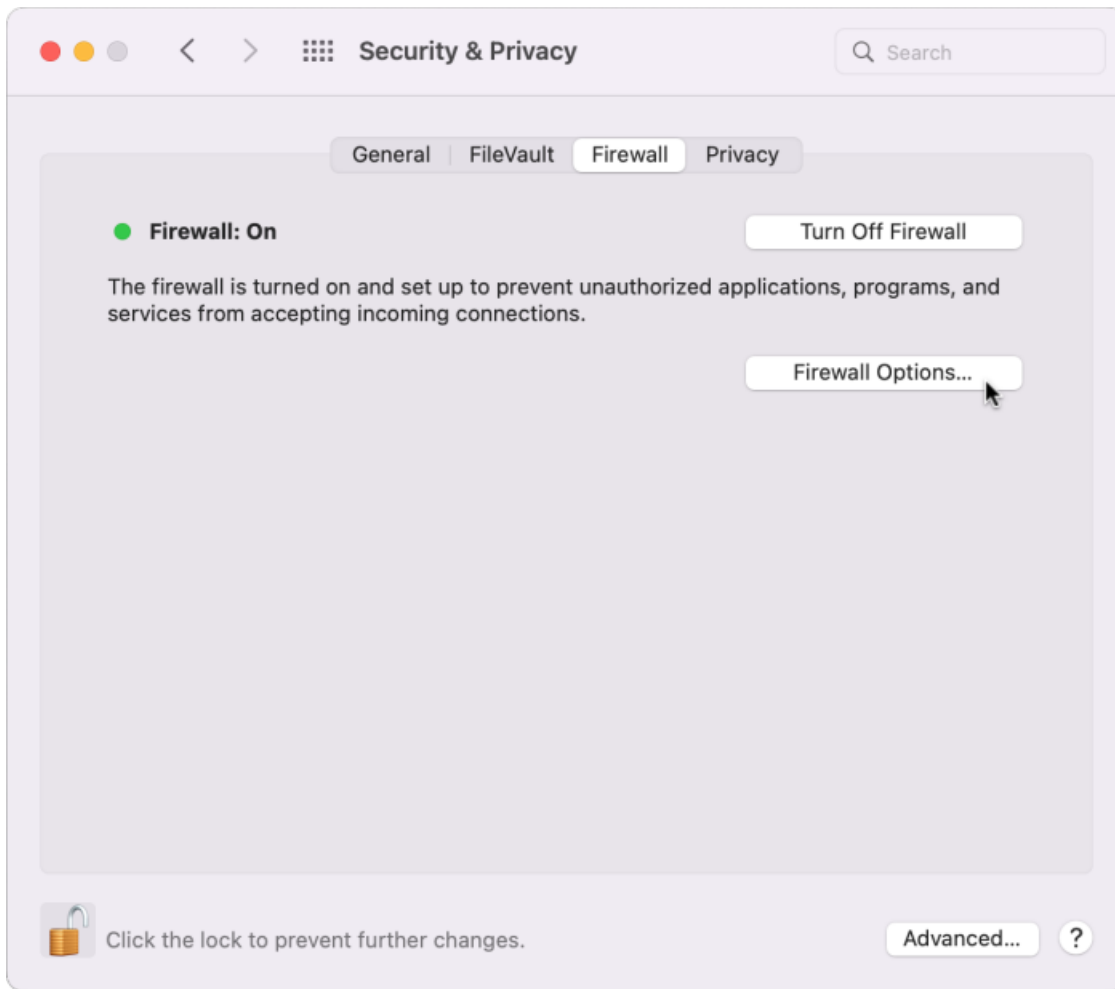 Security & Privacy
Search
General
FileVault
Firewall
Privacy
Firewall: On
Turn Off Firewall
The firewall is turned on and set up to prevent unauthorized applications, programs, and
services from accepting incoming connections.
Firewall Options...
Click the lock to prevent further changes.
Advanced...
?